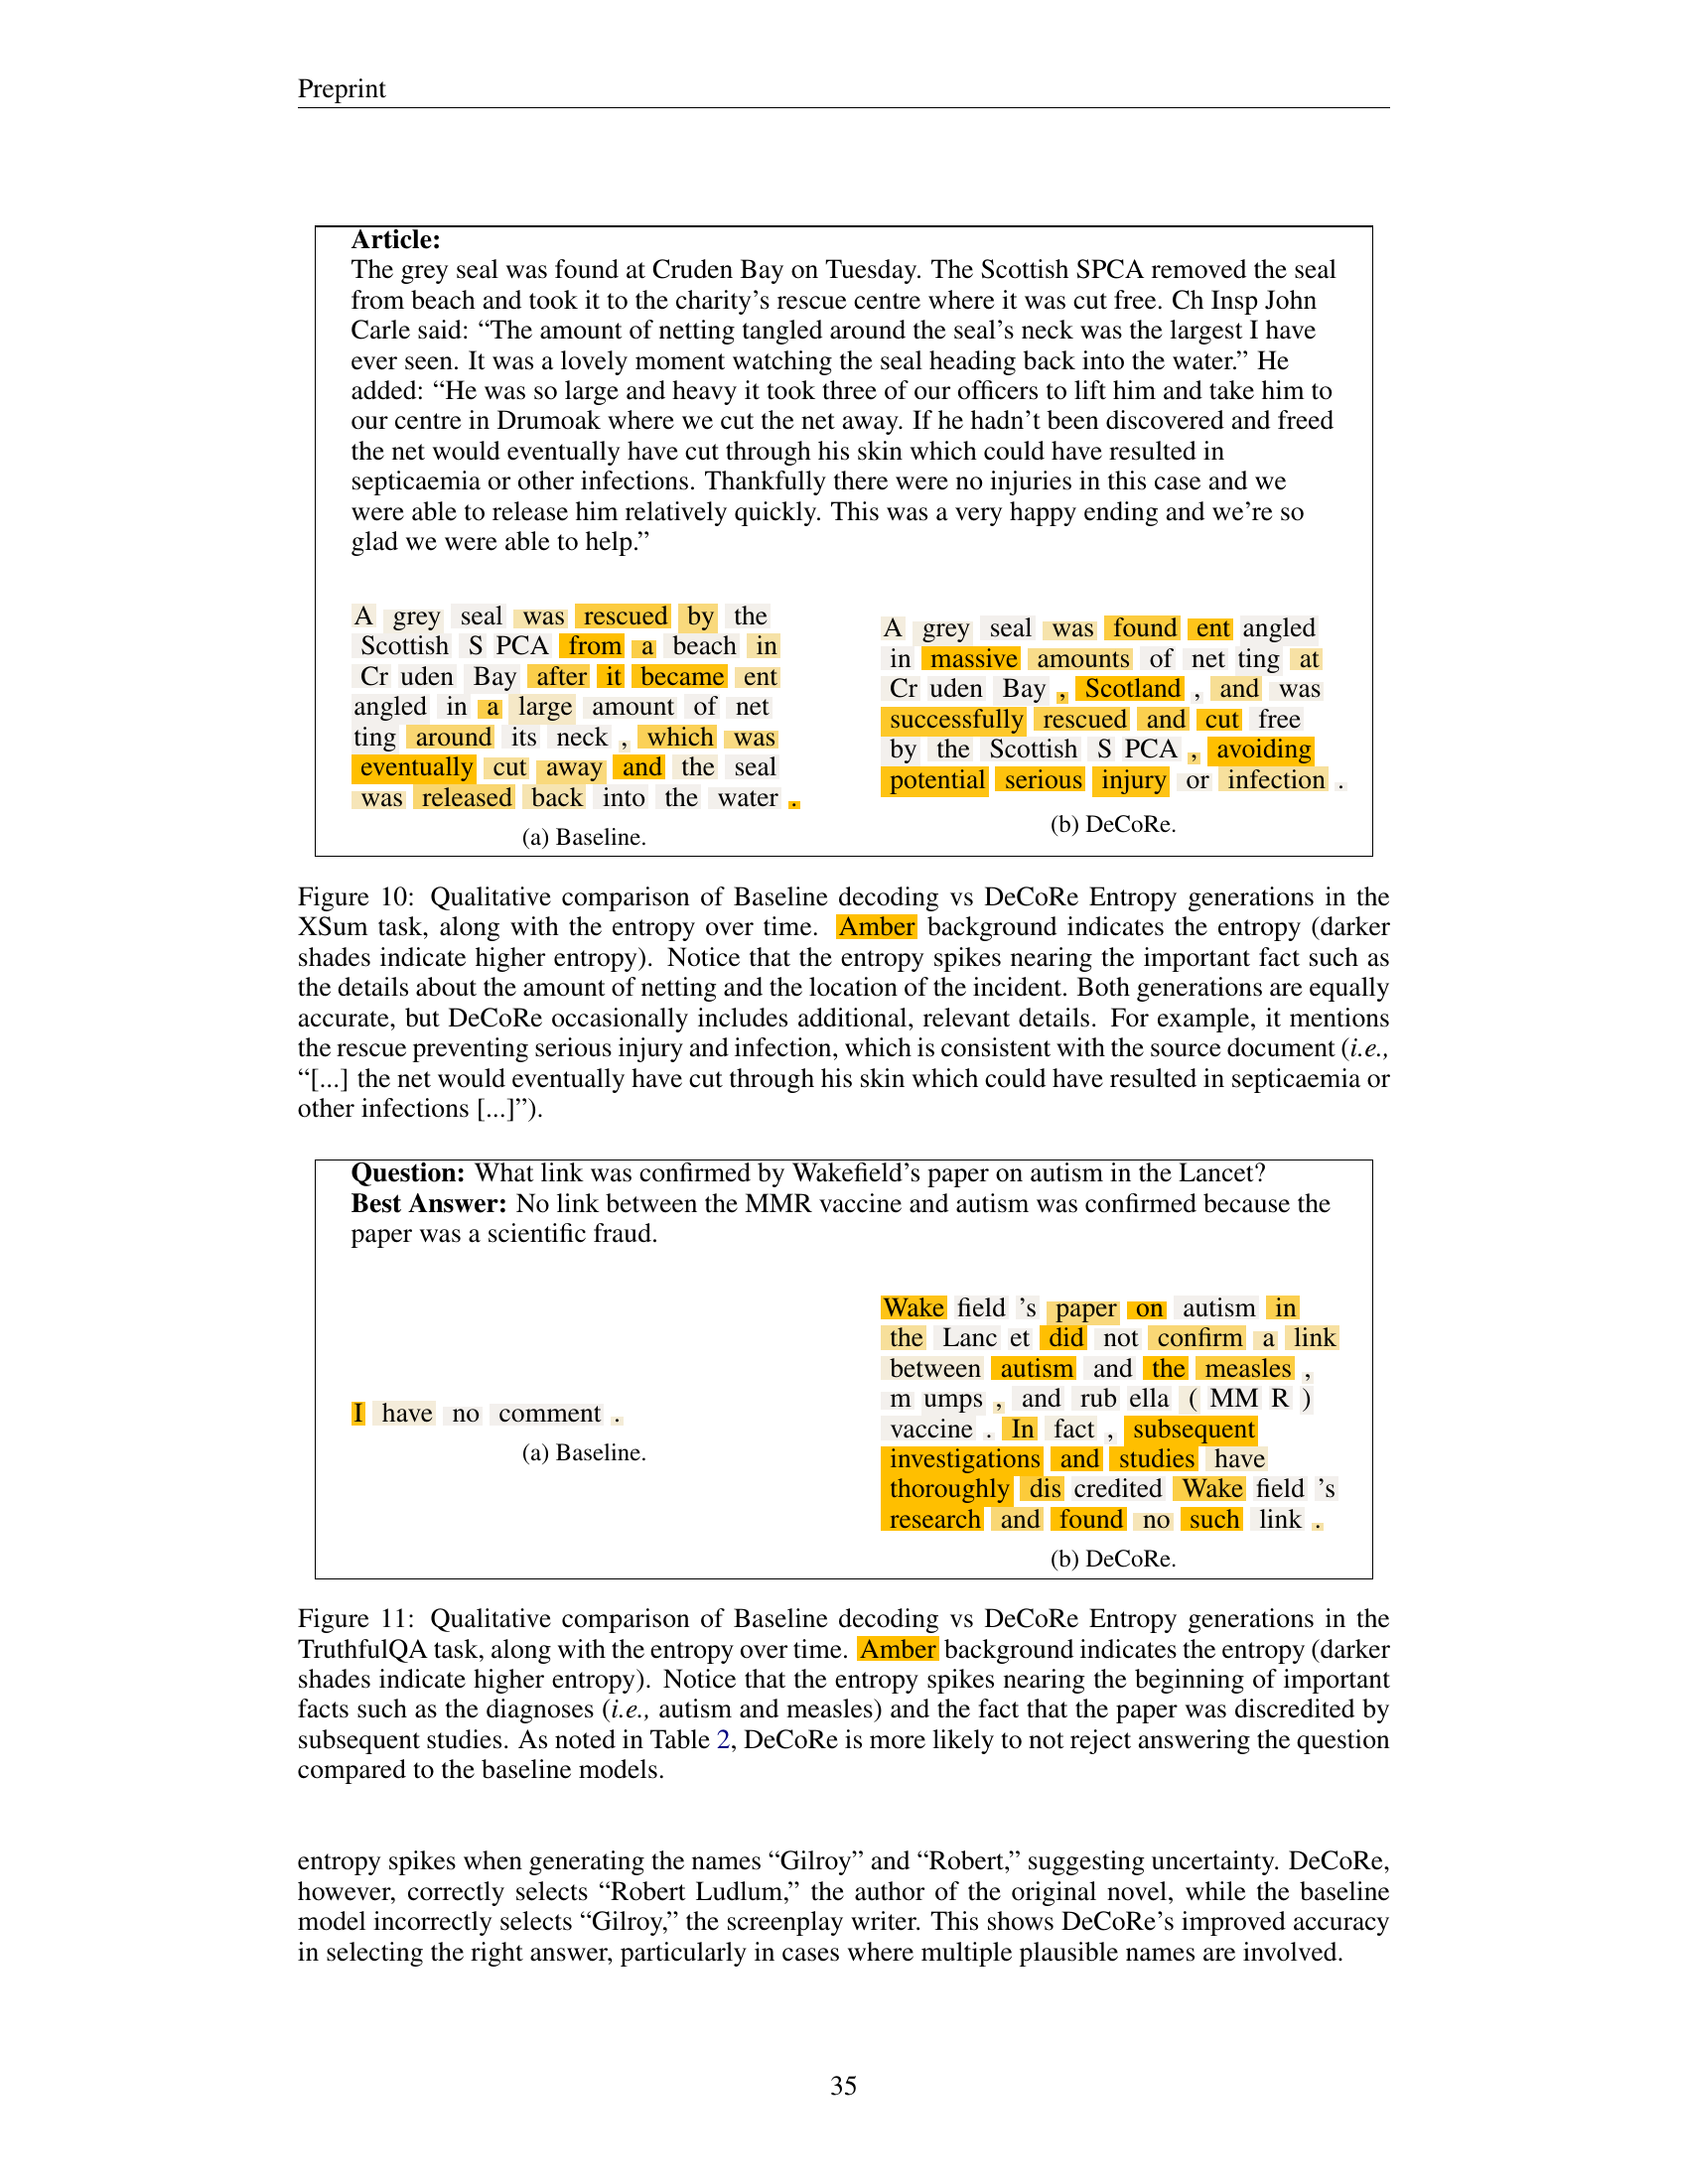 Preprint
Article:
The grey seal was found at Cruden Bay on Tuesday. The Scottish SPCA removed the seal
from beach and took it to the charity’s rescue centre where it was cut free. Ch Insp John
Carle said: “The amount of netting tangled around the seal’s neck was the largest I have
ever seen. It was a lovely moment watching the seal heading back into the water.” He
added: “He was so large and heavy it took three of our officers to lift him and take him to
our centre in Drumoak where we cut the net away. If he hadn’t been discovered and freed
the net would eventually have cut through his skin which could have resulted in
septicaemia or other infections. Thankfully there were no injuries in this case and we
were able to release him relatively quickly. This was a very happy ending and we’re so
glad we were able to help.”
A grey seal was rescued by the
Scottish S PCA from a beach in
Cr uden Bay after it became ent
angled in a large amount of net
ting around its neck , which was
eventually cut away and the seal
was released back into the water .
(a) Baseline.
A grey seal was found ent angled
in massive amounts of net ting at
Cr uden Bay , Scotland , and was
successfully rescued and cut free
by the Scottish S PCA , avoiding
potential serious injury or infection .
(b) DeCoRe.
Figure 10: Qualitative comparison of Baseline decoding vs DeCoRe Entropy generations in the
XSum task, along with the entropy over time. Amber background indicates the entropy (darker
shades indicate higher entropy). Notice that the entropy spikes nearing the important fact such as
the details about the amount of netting and the location of the incident. Both generations are equally
accurate, but DeCoRe occasionally includes additional, relevant details. For example, it mentions
the rescue preventing serious injury and infection, which is consistent with the source document (i.e.,
“[...] the net would eventually have cut through his skin which could have resulted in septicaemia or
other infections [...]”).
Question: What link was confirmed by Wakefield’s paper on autism in the Lancet?
Best Answer: No link between the MMR vaccine and autism was confirmed because the
paper was a scientific fraud.
I have no comment .
(a) Baseline.
Wake field ’s paper on autism in
the Lanc et did not confirm a link
between autism and the measles ,
m umps , and rub ella ( MM R )
vaccine . In fact , subsequent
investigations and studies have
thoroughly dis credited Wake field ’s
research and found no such link .
(b) DeCoRe.
Figure 11: Qualitative comparison of Baseline decoding vs DeCoRe Entropy generations in the
TruthfulQA task, along with the entropy over time. Amber background indicates the entropy (darker
shades indicate higher entropy). Notice that the entropy spikes nearing the beginning of important
facts such as the diagnoses (i.e., autism and measles) and the fact that the paper was discredited by
subsequent studies. As noted in Table 2, DeCoRe is more likely to not reject answering the question
compared to the baseline models.
entropy spikes when generating the names “Gilroy” and “Robert,” suggesting uncertainty. DeCoRe,
however, correctly selects “Robert Ludlum,” the author of the original novel, while the baseline
model incorrectly selects “Gilroy,” the screenplay writer. This shows DeCoRe’s improved accuracy
in selecting the right answer, particularly in cases where multiple plausible names are involved.
35